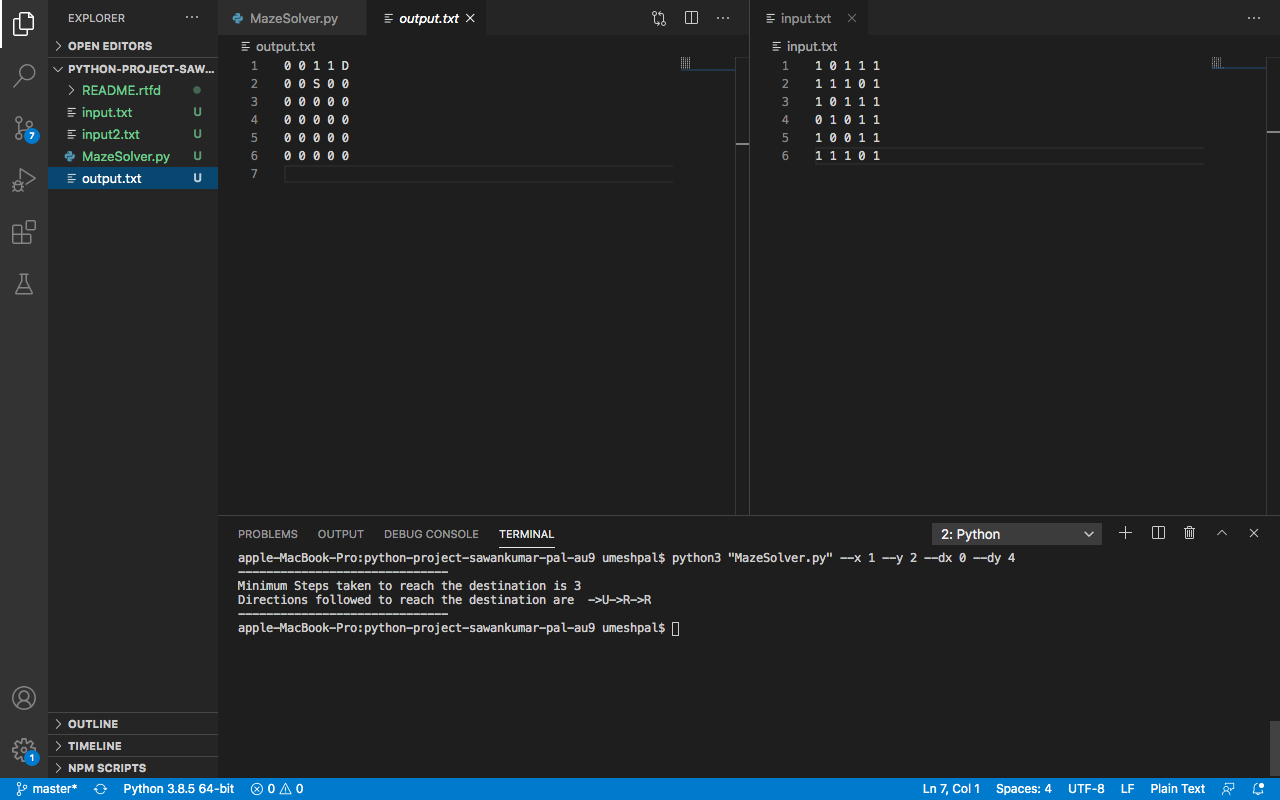 EXPLORER
OPEN EDITORS
PYTHON-PROJECT-SAW...
README.rtfd
input.txt U
input2.txt U
MazeSolver.py U
output.txt U
OUTLINE
TIMELINE
NPM SCRIPTS
7
1
MazeSolver.py output.txt
output.txt
1 0 0 1 1 D
2 0 0 S 0 0
3 0 0 0 0 0
4 0 0 0 0 0
5 0 0 0 0 0
6 0 0 0 0 0
7
input.txt
input.txt
1 1 0 1 1 1
2 1 1 1 0 1
3 1 0 1 1 1
4 0 1 0 1 1
5 1 0 0 1 1
6 1 1 1 0 1
PROBLEMS OUTPUT DEBUG CONSOLE TERMINAL 2: Python
apple-MacBook-Pro:python-project-sawankumar-pal-au9 umeshpal$ python3 "MazeSolver.py" --x 1 --y 2 --dx 0 --dy 4
------------------------------
Minimum Steps taken to reach the destination is 3
Directions followed to reach the destination are  ->U->R->R
------------------------------
apple-MacBook-Pro:python-project-sawankumar-pal-au9 umeshpal$
master* Python 3.8.5 64-bit 0 0 Ln 7, Col 1 Spaces: 4 UTF-8 LF Plain Text